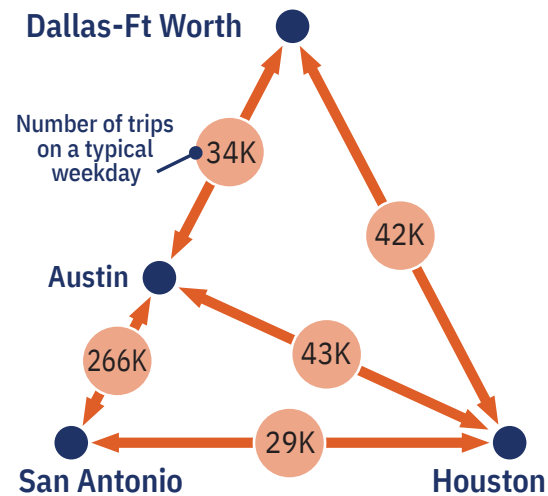 Dallas-Ft Worth
Number of trips
on a typical
weekday
34K
42K
Austin
266K
43K
29K
San Antonio
Houston